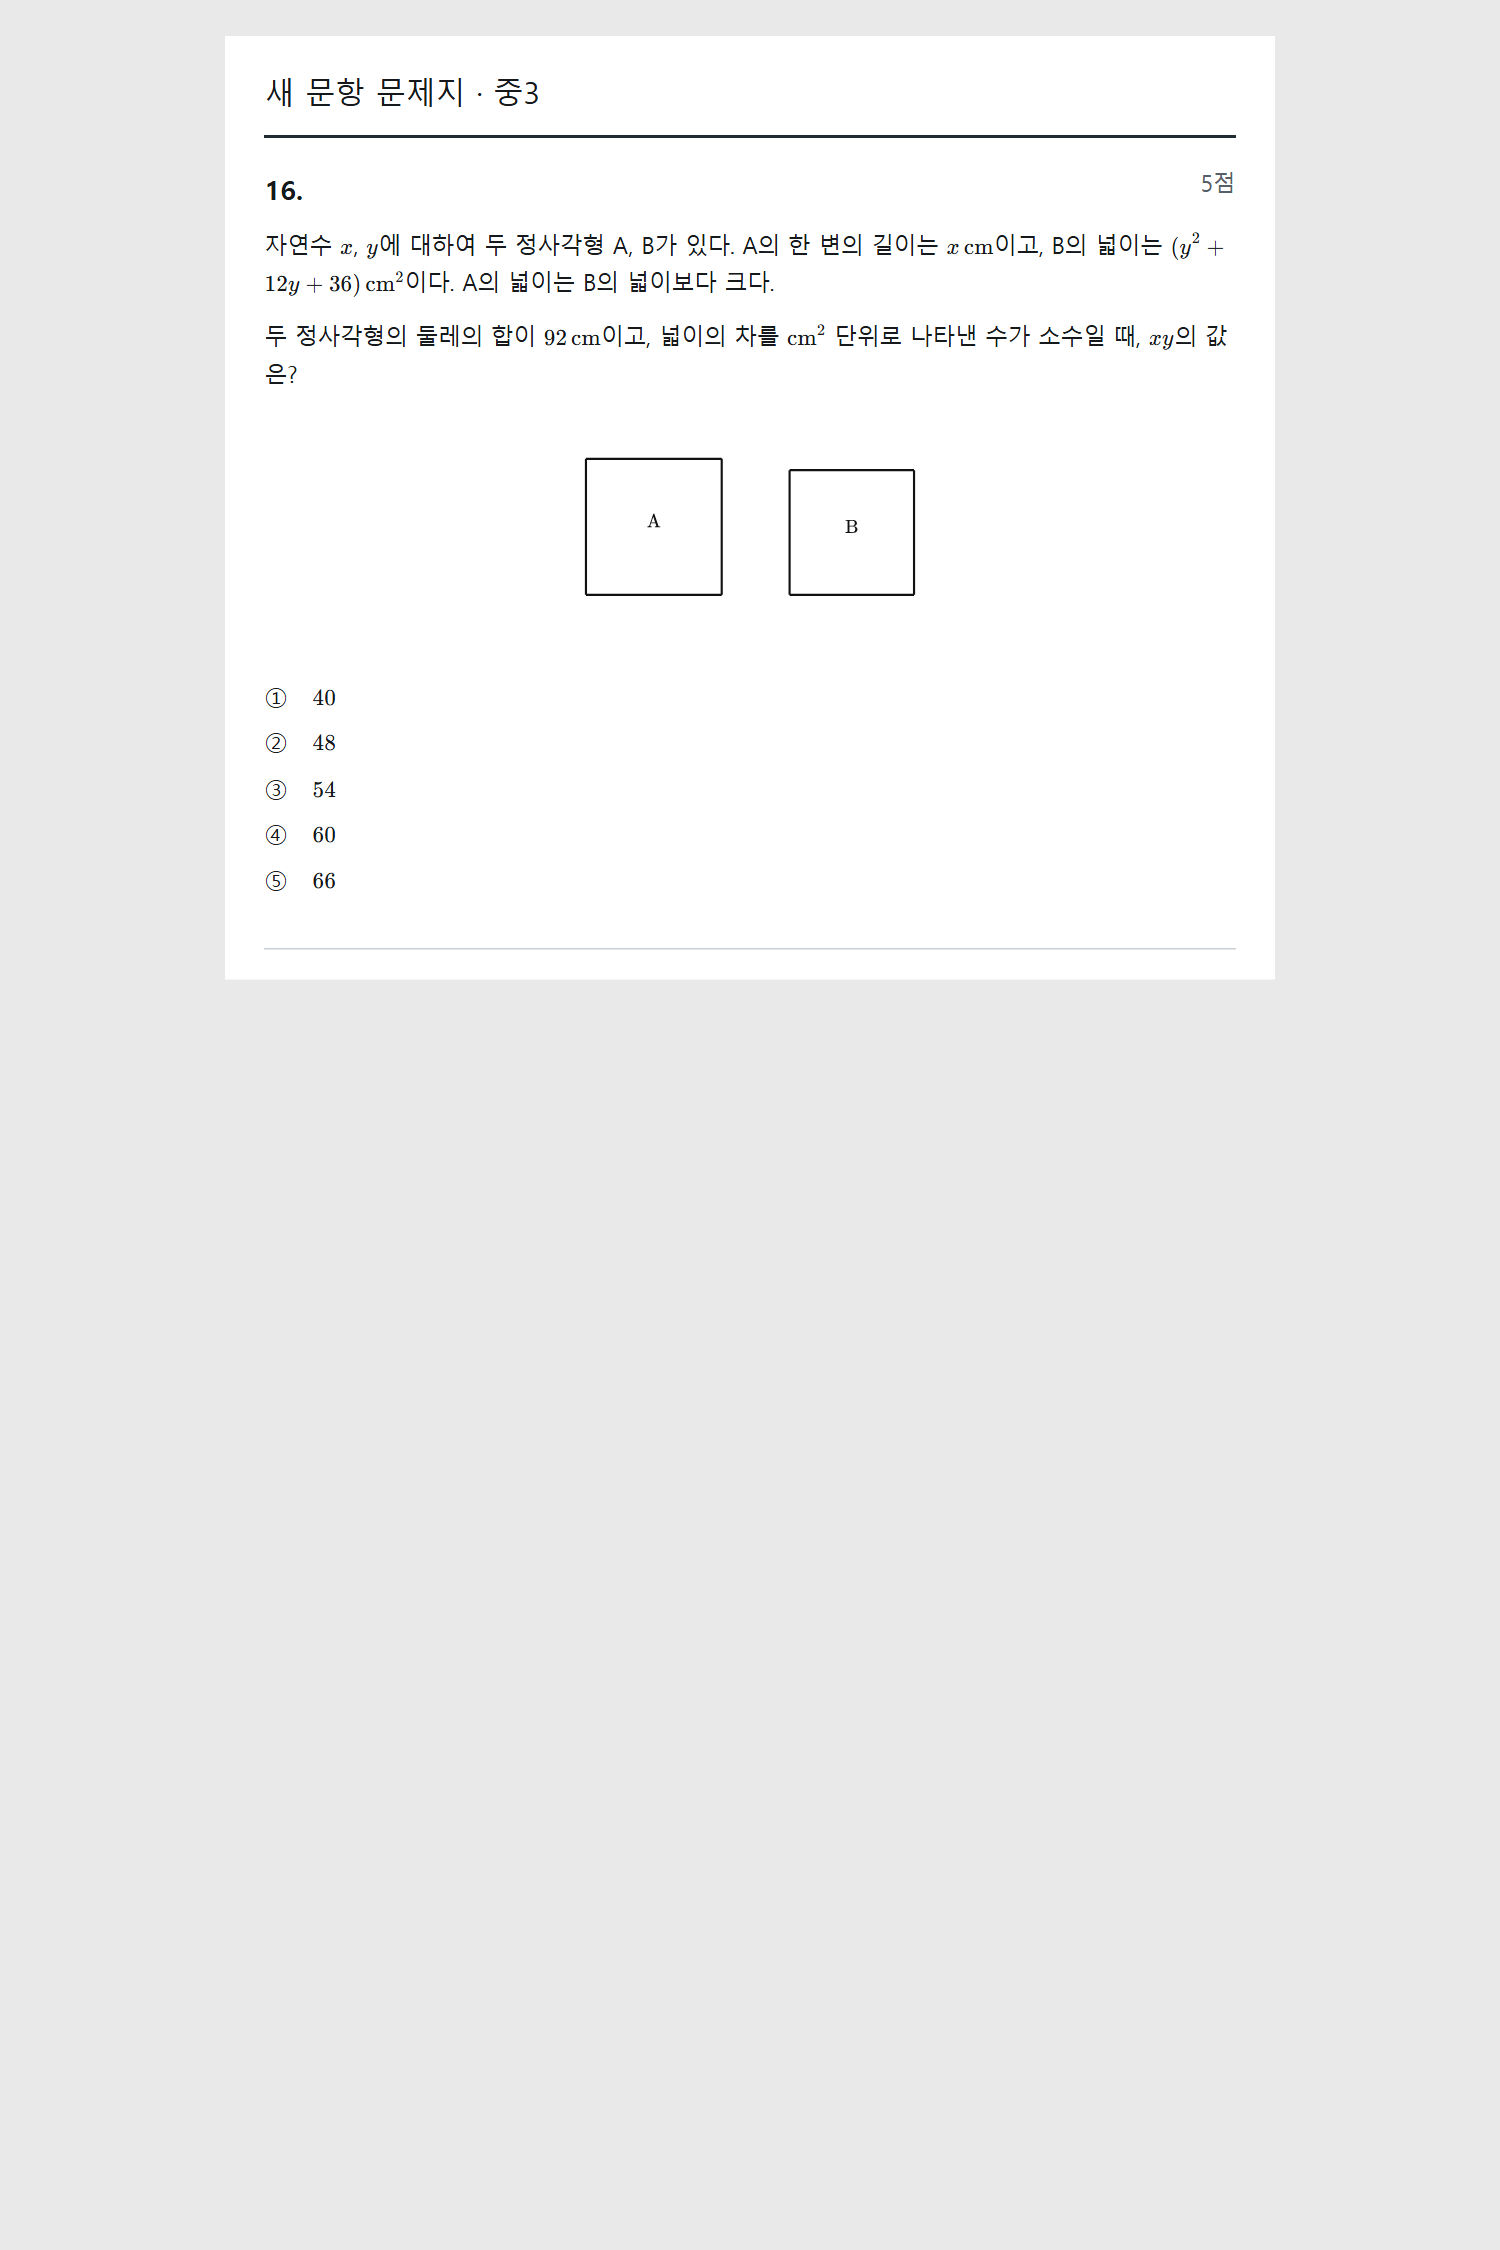 새 문항 문제지 · 중3
16.
5점
자연수 x, y에 대하여 두 정사각형 A, B가 있다. A의 한 변의 길이는 x cm이고, B의 넓이는 (y² +
12y + 36) cm²이다. A의 넓이는 B의 넓이보다 크다.
두 정사각형의 둘레의 합이 92 cm이고, 넓이의 차를 cm² 단위로 나타낸 수가 소수일 때, xy의 값
은?
A
B
① 40
② 48
③ 54
④ 60
⑤ 66